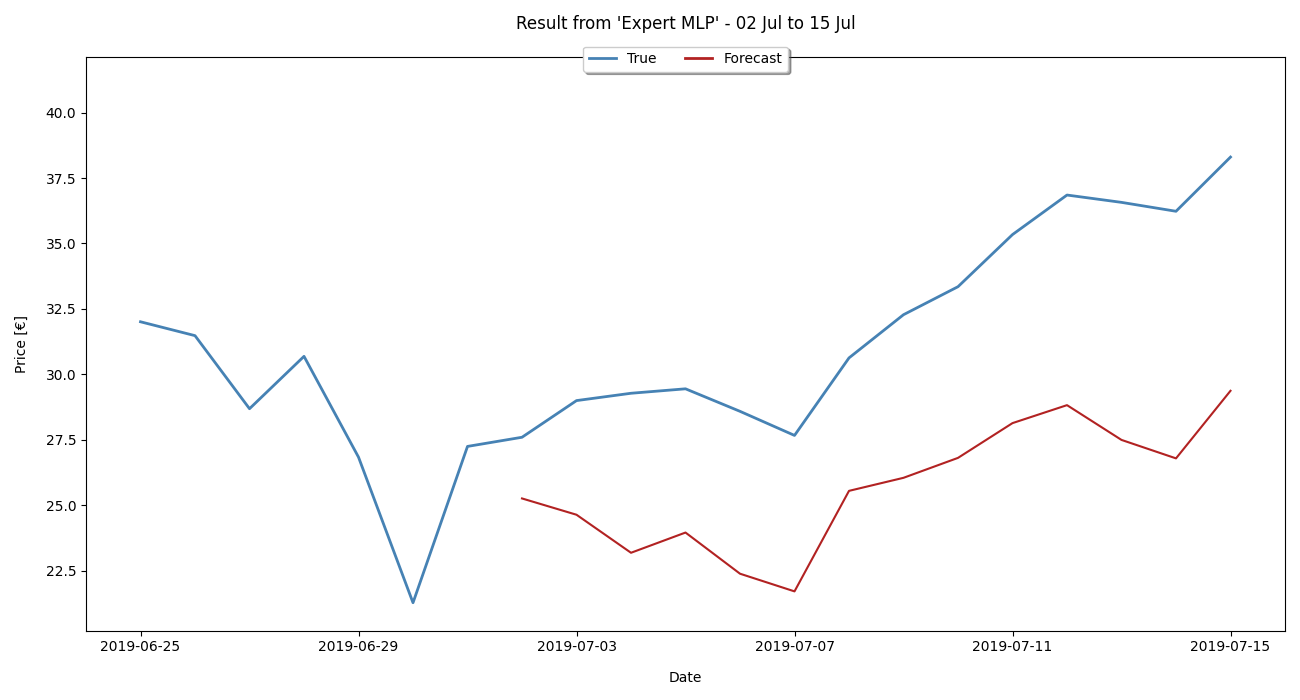 Result from 'Expert MLP' - 02 Jul to 15 Jul
True Forecast
40.0
37.5
35.0
32.5
30.0
27.5
25.0
22.5
Price [€]
2019-06-25 2019-06-29 2019-07-03 2019-07-07 2019-07-11 2019-07-15
Date